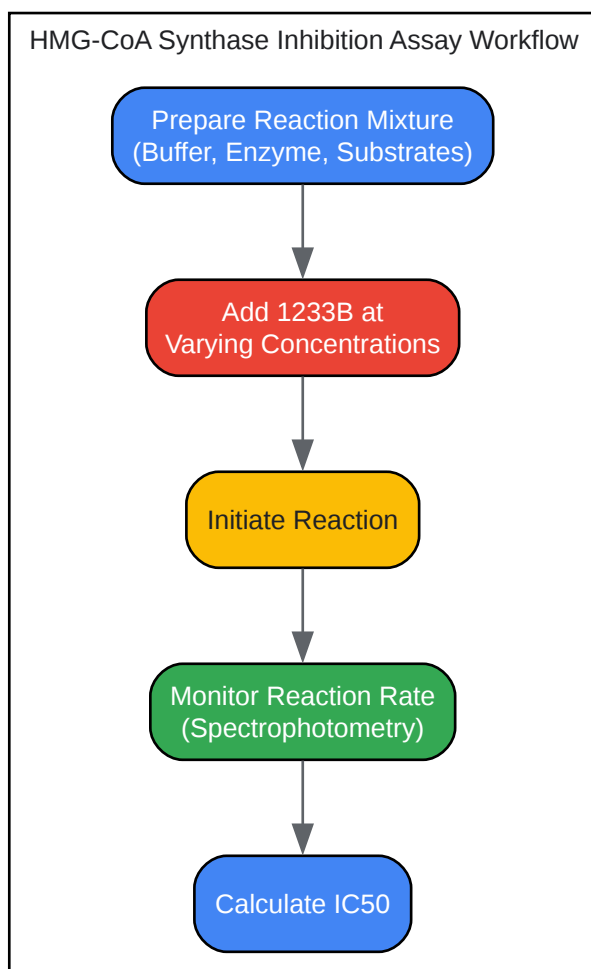 HMG-CoA Synthase Inhibition Assay Workflow
Prepare Reaction Mixture
(Buffer, Enzyme, Substrates)
Add 1233B at
Varying Concentrations
Initiate Reaction
Monitor Reaction Rate
(Spectrophotometry)
Calculate IC50